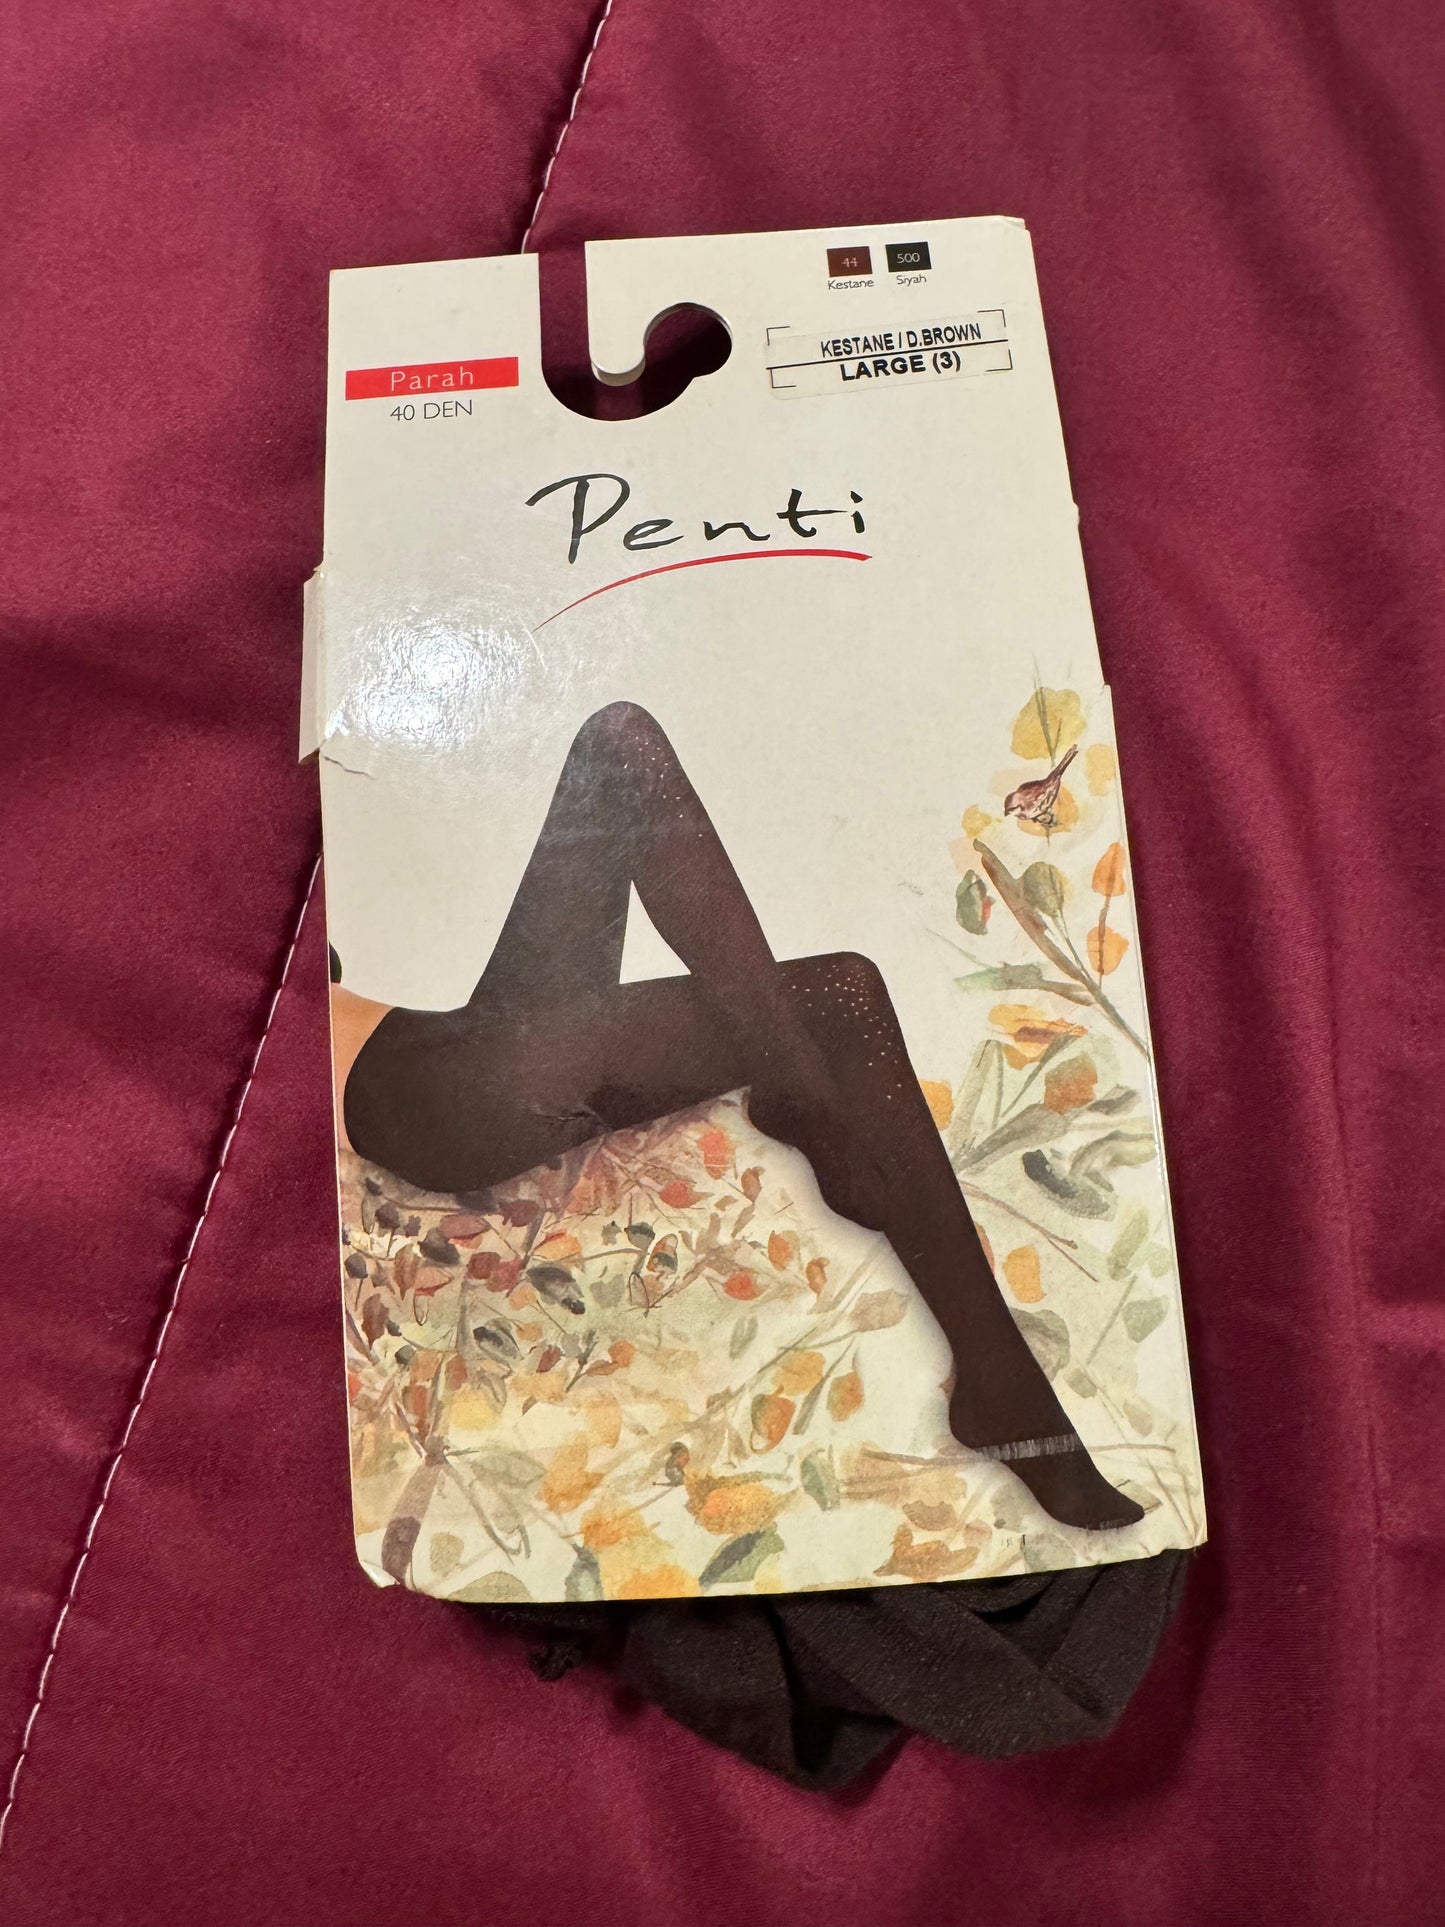 44 500
Kestane Siyah
KESTANE / D.BROWN
LARGE (3)
Parah
40 DEN
Penti